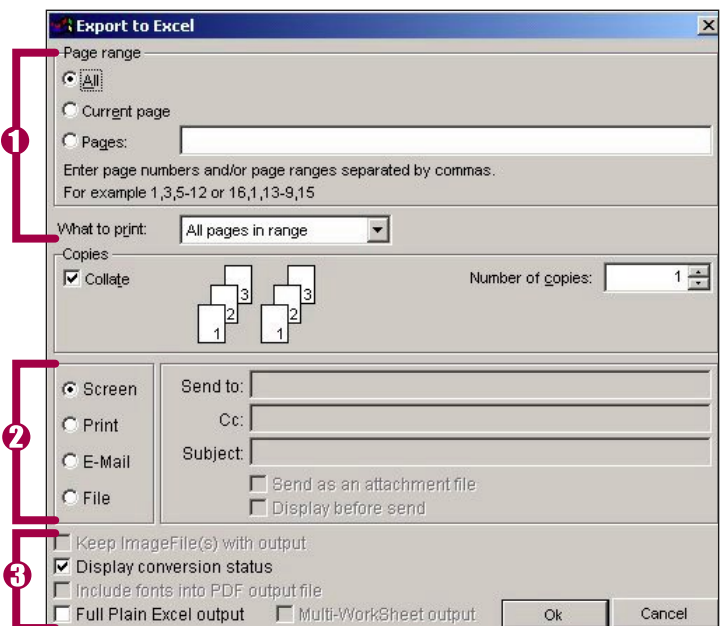 Export to Excel
Page range
All
Current page
Pages:
Enter page numbers and/or page ranges separated by commas.
For example 1,3,5-12 or 16,1,13-9,15
What to print: All pages in range
Copies
Collate
1 2 3 1 2 3
Number of copies: 1
1
2
3
Screen
Print
E-Mail
File
Send to:
Cc:
Subject:
Send as an attachment file
Display before send
Keep ImageFile(s) with output
Display conversion status
Include fonts into PDF output file
Full Plain Excel output Multi-WorkSheet output Ok Cancel